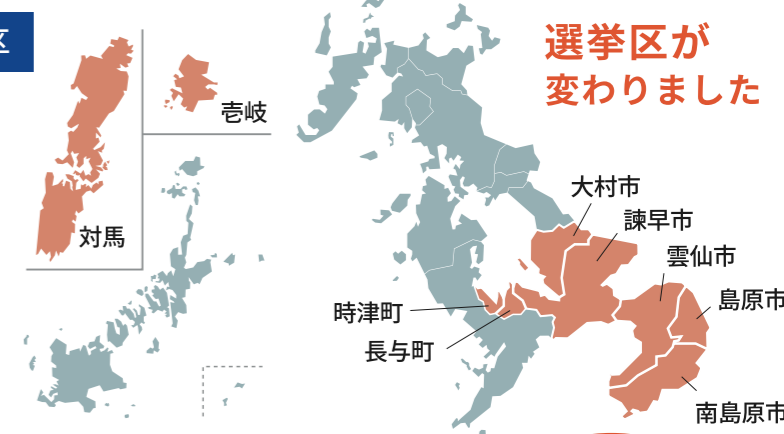 区
選挙区が
変わりました
壱岐
対馬
大村市
諫早市
雲仙市
島原市
時津町
長与町
南島原市